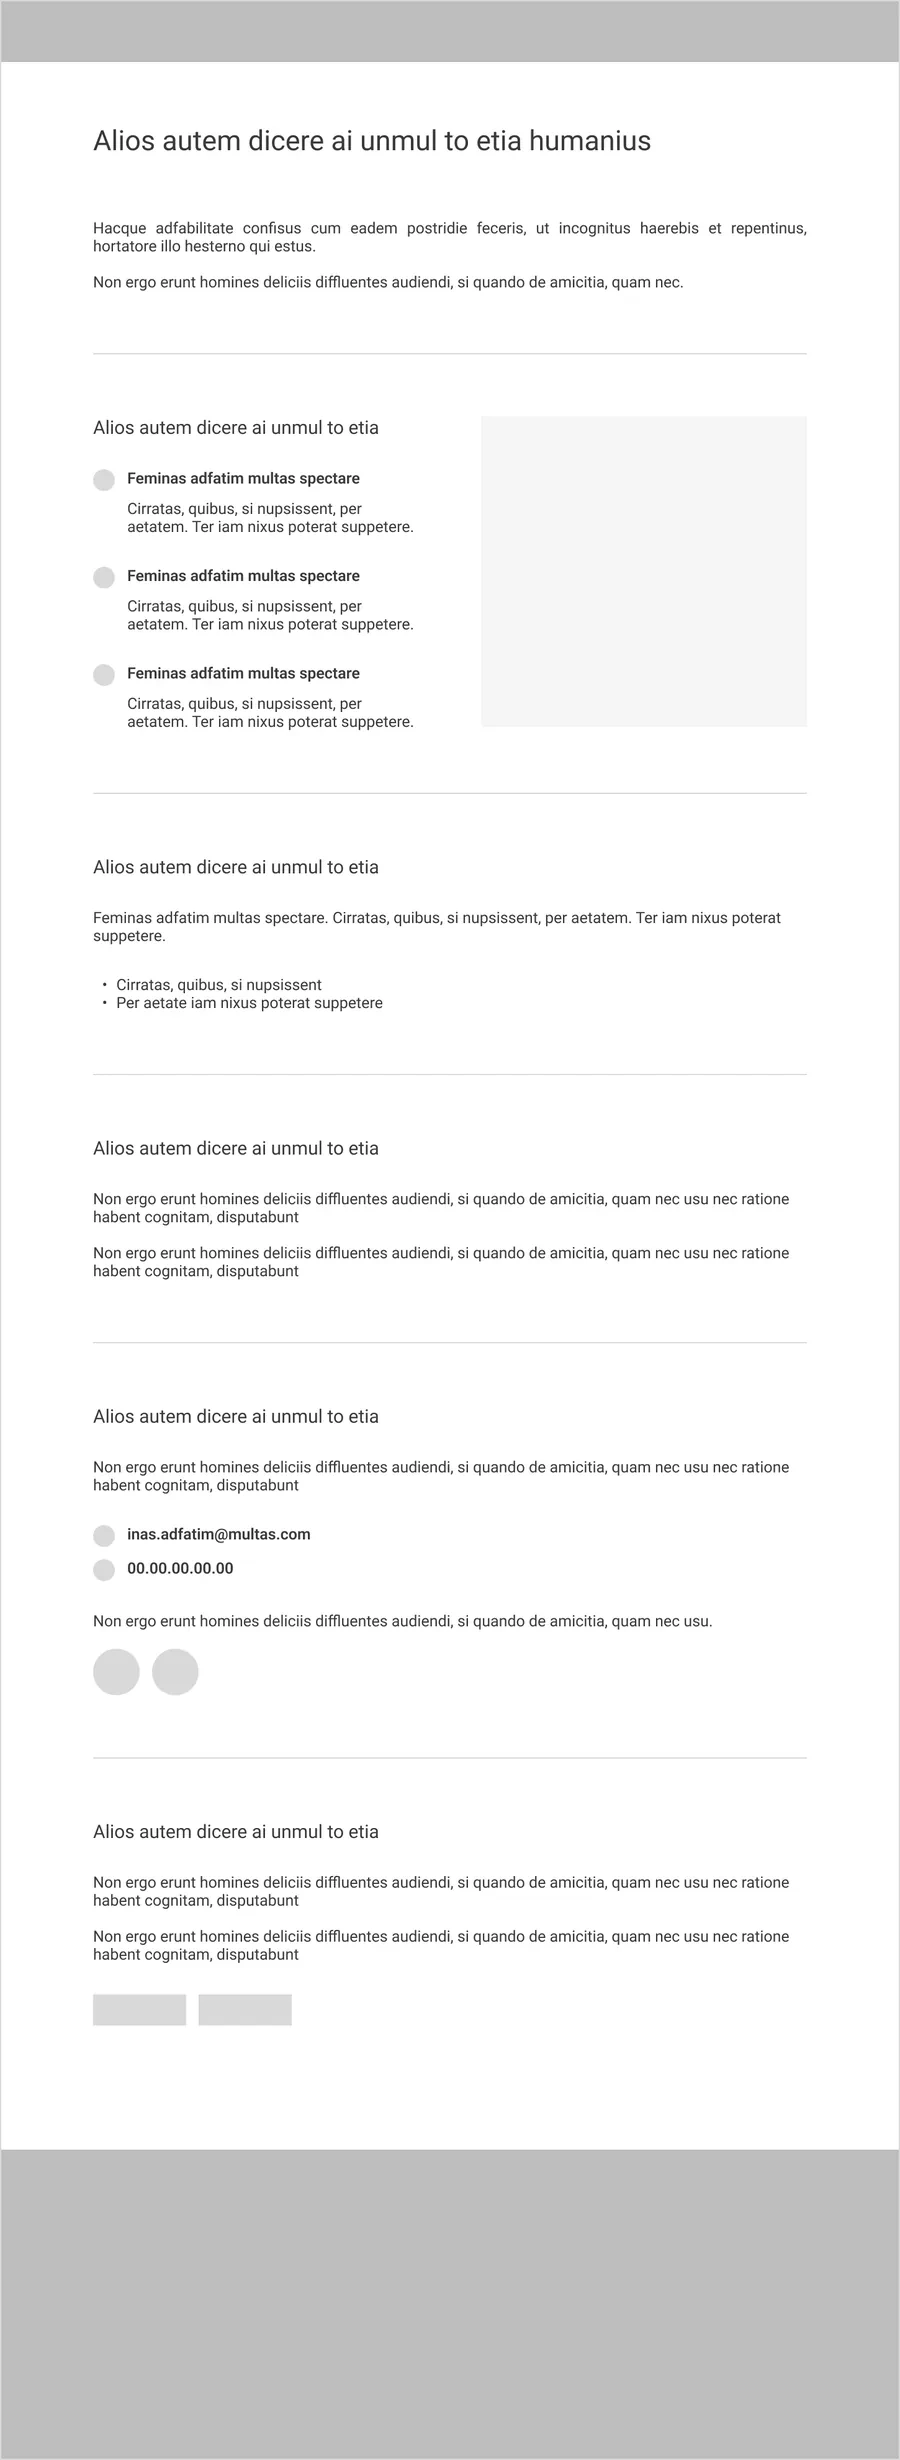 Alios autem dicere ai unmul to etia humanius
Hacque adfabilitate confisus cum eadem postridie feceris, ut incognitus haerebis et repentinus,
hortatore illo hesterno qui estus.
Non ergo erunt homines deliciis diffluentes audiendi, si quando de amicitia, quam nec.
Alios autem dicere ai unmul to etia
Feminas adfatim multas spectare
Cirratas, quibus, si nupsissent, per
aetatem. Ter iam nixus poterat suppetere.
Feminas adfatim multas spectare
Cirratas, quibus, si nupsissent, per
aetatem. Ter iam nixus poterat suppetere.
Feminas adfatim multas spectare
Cirratas, quibus, si nupsissent, per
aetatem. Ter iam nixus poterat suppetere.
Alios autem dicere ai unmul to etia
Feminas adfatim multas spectare. Cirratas, quibus, si nupsissent, per aetatem. Ter iam nixus poterat
suppetere.
• Cirratas, quibus, si nupsissent
• Per aetate iam nixus poterat suppetere
Alios autem dicere ai unmul to etia
Non ergo erunt homines deliciis diffluentes audiendi, si quando de amicitia, quam nec usu nec ratione
habent cognitam, disputabunt
Non ergo erunt homines deliciis diffluentes audiendi, si quando de amicitia, quam nec usu nec ratione
habent cognitam, disputabunt
Alios autem dicere ai unmul to etia
Non ergo erunt homines deliciis diffluentes audiendi, si quando de amicitia, quam nec usu nec ratione
habent cognitam, disputabunt
inas.adfatim@multas.com
00.00.00.00.00
Non ergo erunt homines deliciis diffluentes audiendi, si quando de amicitia, quam nec usu.
Alios autem dicere ai unmul to etia
Non ergo erunt homines deliciis diffluentes audiendi, si quando de amicitia, quam nec usu nec ratione
habent cognitam, disputabunt
Non ergo erunt homines deliciis diffluentes audiendi, si quando de amicitia, quam nec usu nec ratione
habent cognitam, disputabunt